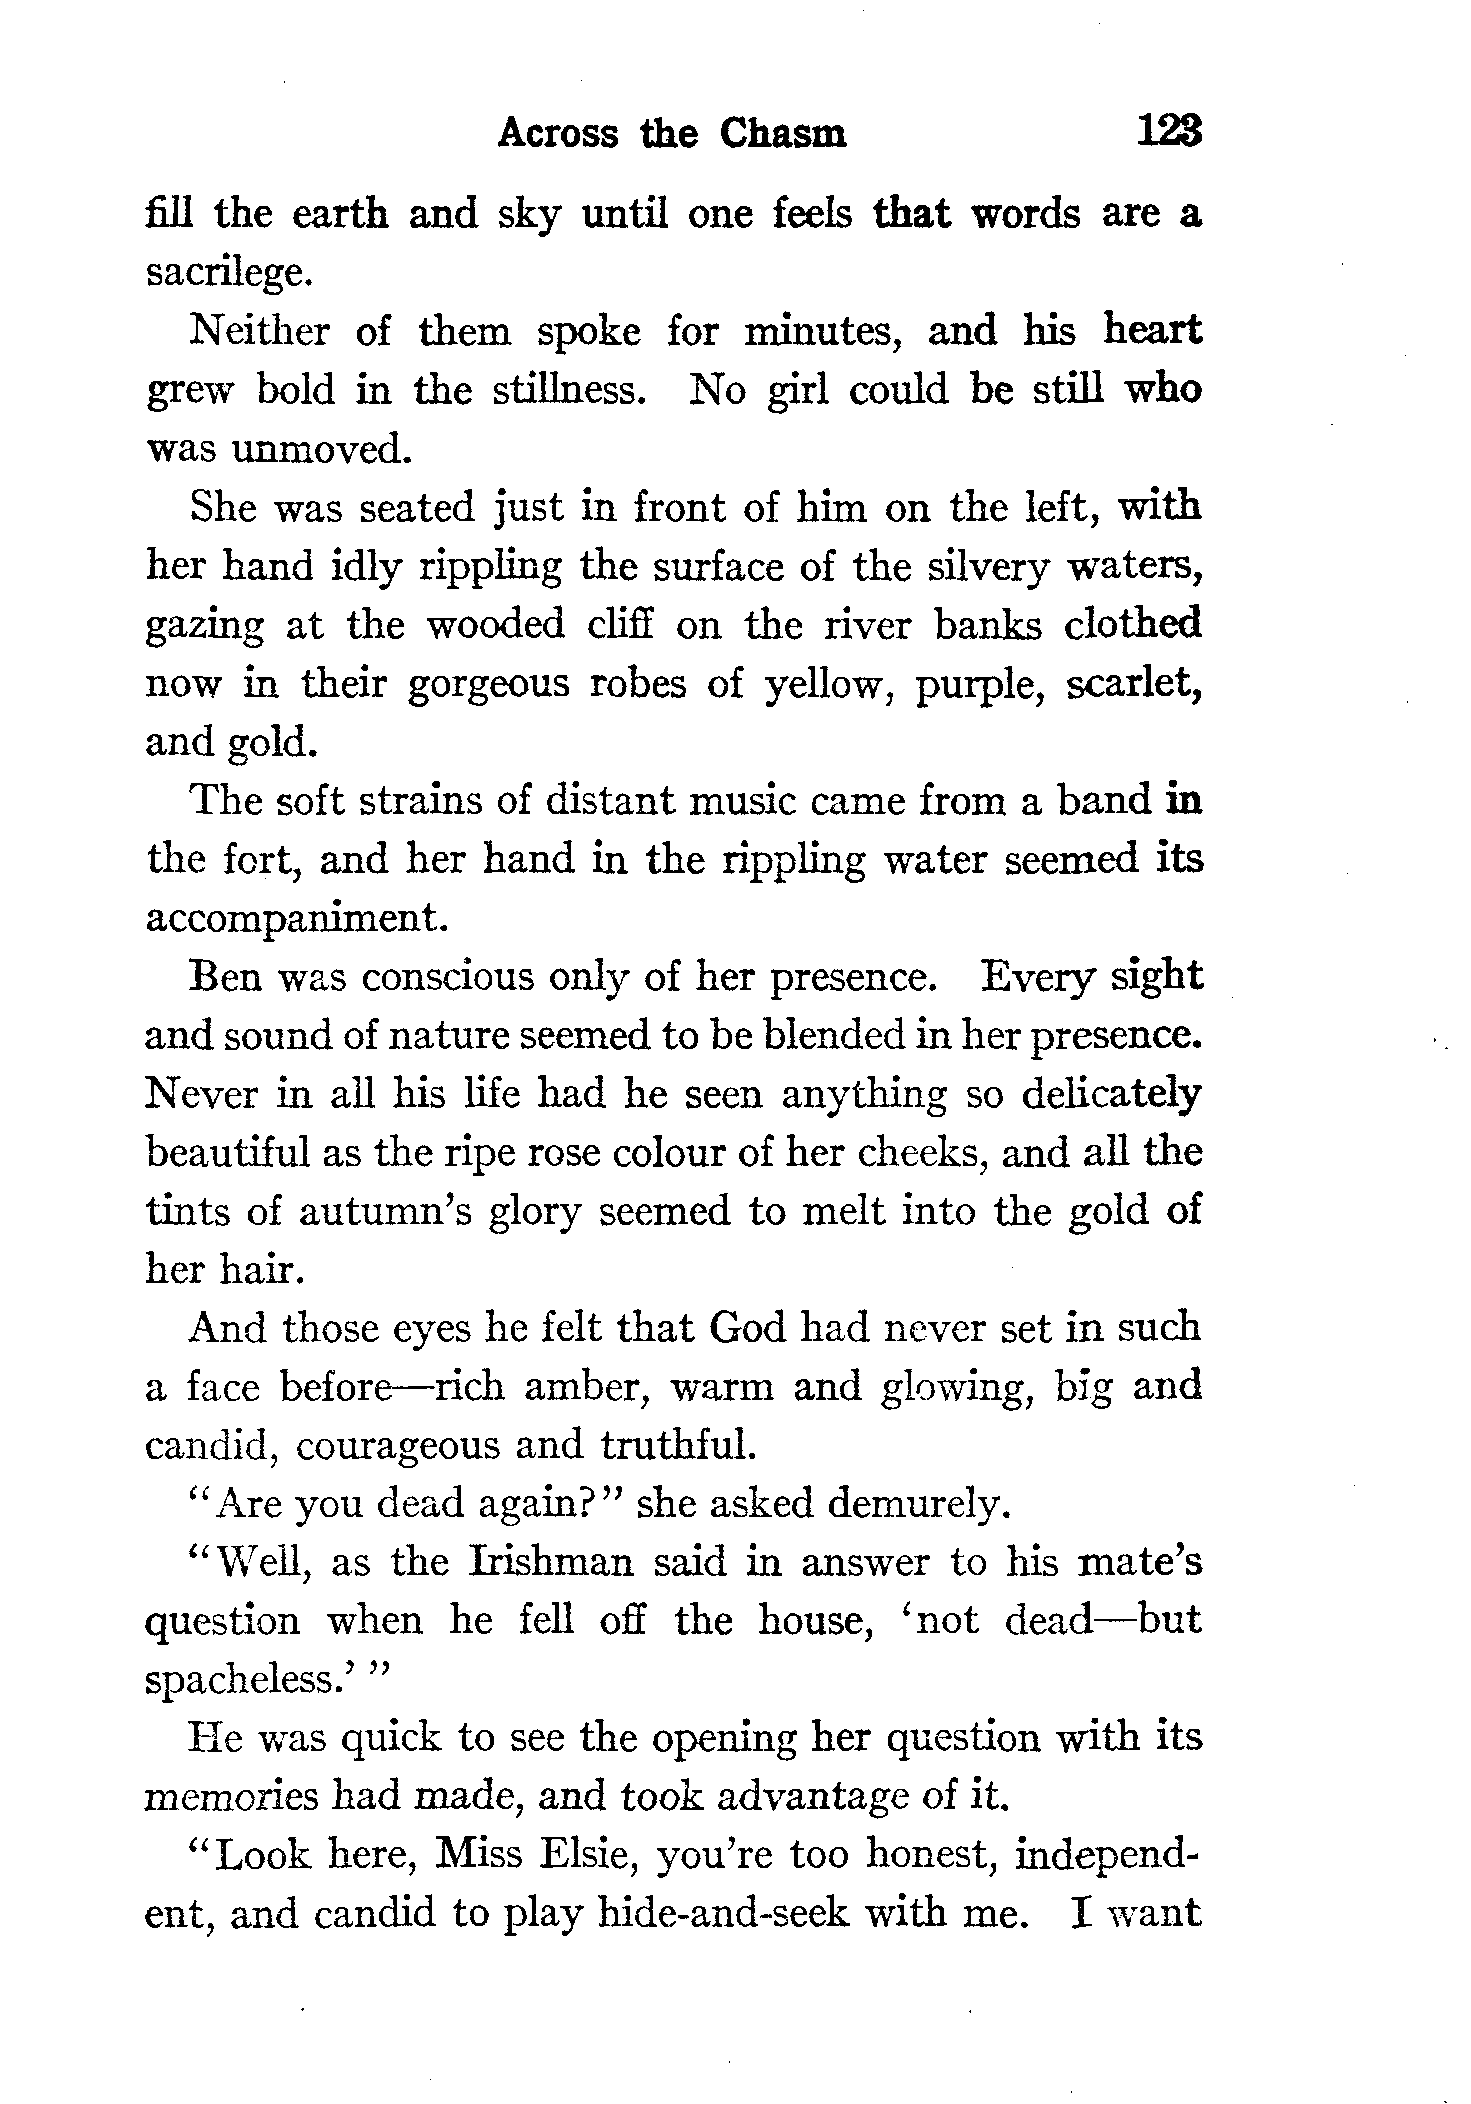 Across the Chasm 123
fill the earth and sky until one feels that words are a
sacrilege.
Neither of them spoke for minutes, and his heart
grew bold in the stillness. No girl could be still who
was unmoved.
She was seated just in front of him on the left, with
her hand idly rippling the surface of the silvery waters,
gazing at the wooded cliff on the river banks clothed
now in their gorgeous robes of yellow, purple, scarlet,
and gold.
The soft strains of distant music came from a band in
the fort, and her hand in the rippling water seemed its
accompaniment.
Ben was conscious only of her presence. Every sight
and sound of nature seemed to be blended in her presence.
Never in all his life had he seen anything so delicately
beautiful as the ripe rose colour of her cheeks, and all the
tints of autumn's glory seemed to melt into the gold of
her hair.
And those eyes he felt that God had never set in such
a face before—rich amber, warm and glowing, big and
candid, courageous and truthful.
"Are you dead again?" she asked demurely.
"Well, as the Irishman said in answer to his mate's
question when he fell off the house, 'not dead—but
spacheless.' "
He was quick to see the opening her question with its
memories had made, and took advantage of it.
"Look here, Miss Elsie, you're too honest, independ-
ent, and candid to play hide-and-seek with me. I want